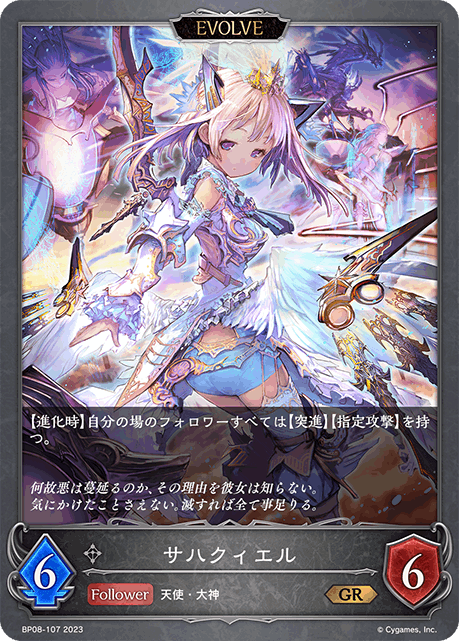 EVOLVE
【進化時】自分の場のフォロワーすべては【突進】【指定攻撃】を持
つ。
何故悪は蔓延るのか、その理由を彼女は知らない。
気にかけたことさえない。滅すれば全て事足りる。
サハクィエル
6
Follower 天使・大神 GR
6
BP08-107 2023 © Cygames, Inc.